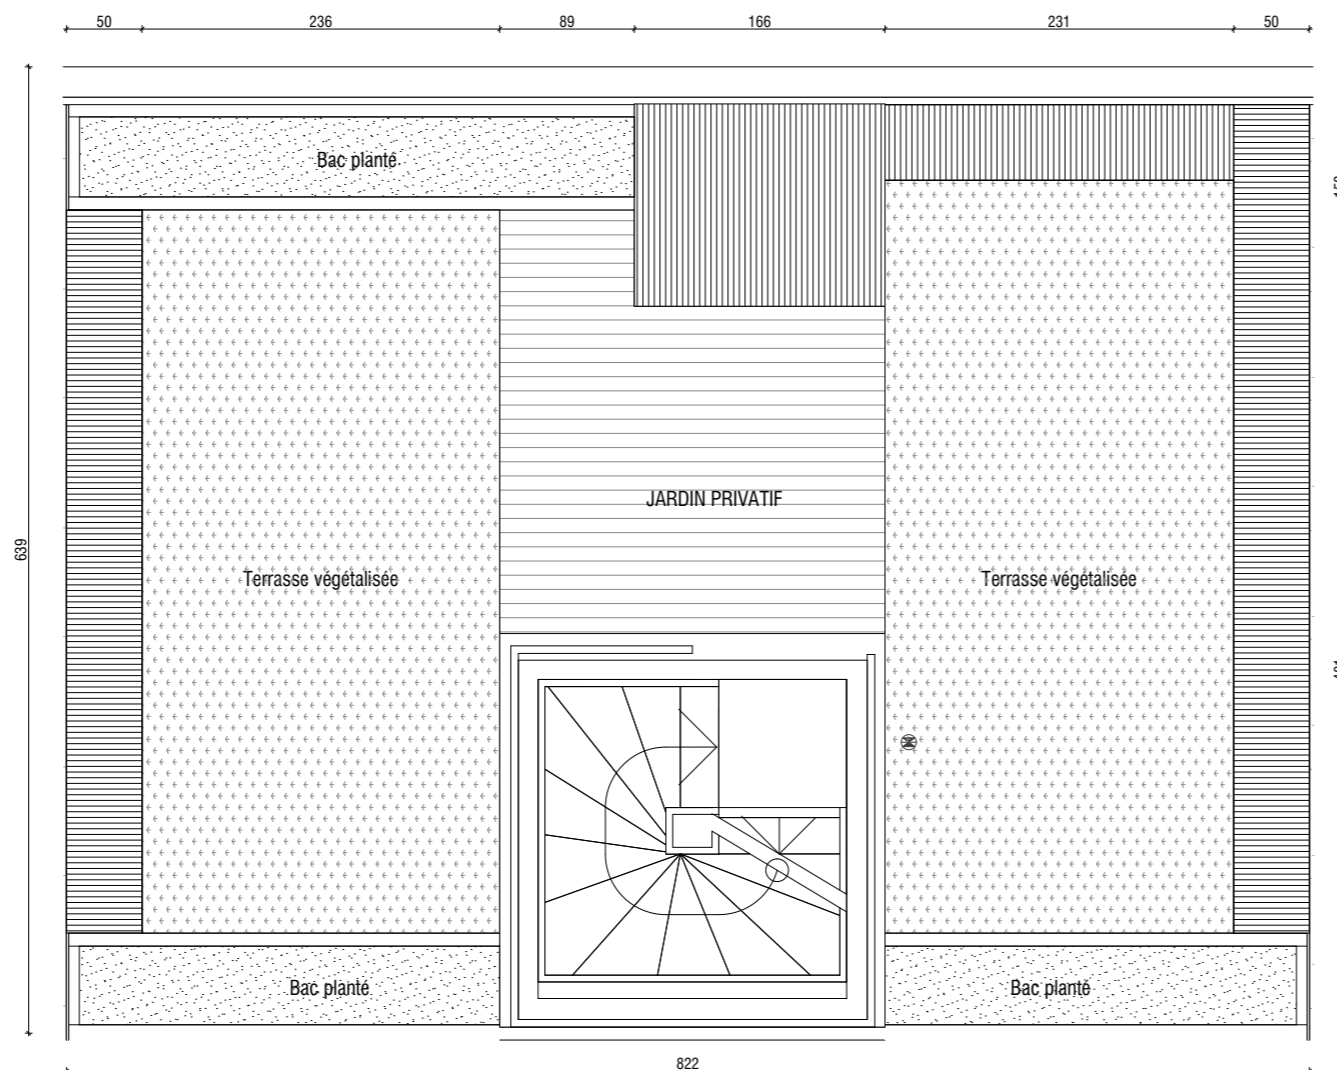 50 236 89 166 231 50
Bac planté
JARDIN PRIVATIF
639
Terrasse végétalisée
Terrasse végétalisée
Bac planté
Bac planté
822